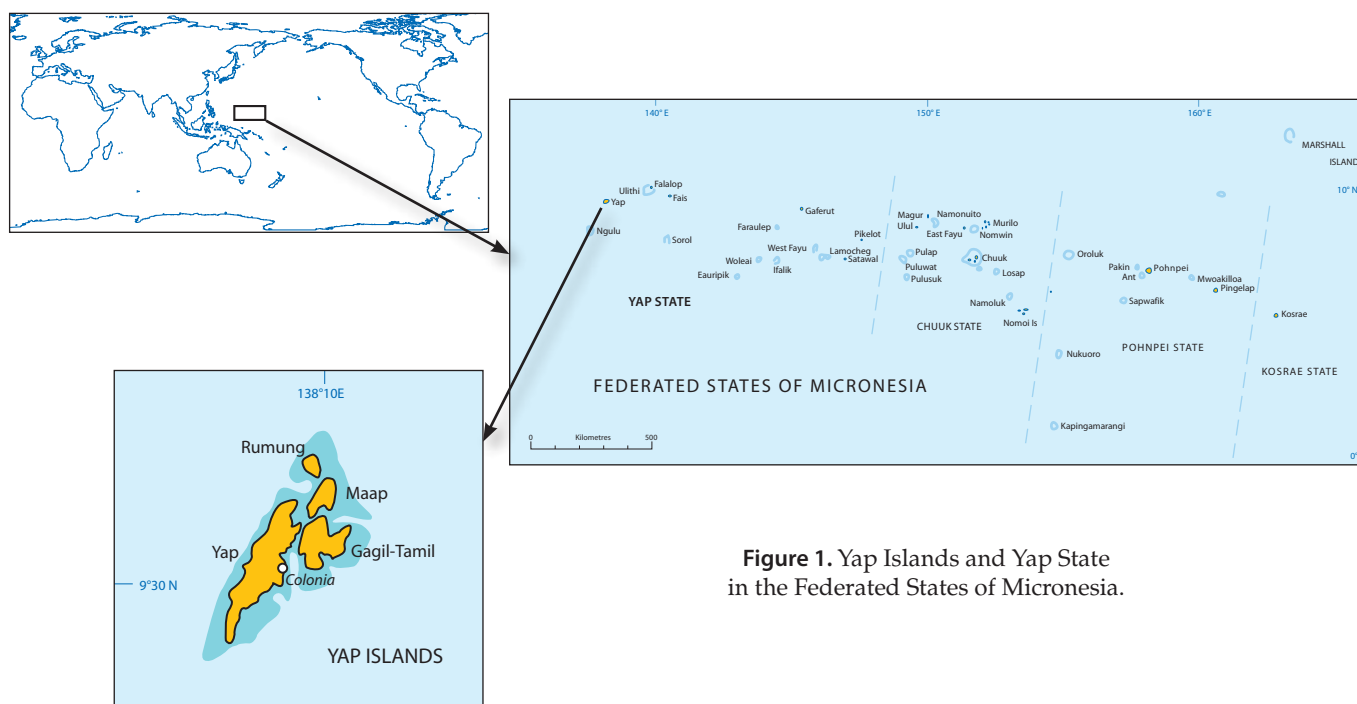 140 E
150 E
160 E
MARSHALL
ISLAND
10° N
Ulithi
Falalop
Yap
Fais
Ngulu
Sorol
Gaferut
Faraulep
Pikelot
West Fayu
Lamocheg
Woleai
Ifalik
Satawal
Eauripik
YAP STATE
Magur
Namonuito
Murilo
Ulul
East Fayu
Nomwin
Pulap
Chuuk
Puluwat
Pulusuk
Losap
Namoluk
Nomoi Is
CHUUK STATE
Oroluk
Pakin
Pohnpei
Ant
Mwoakilloa
Pingelap
Sapwafik
Nukuoro
POHNPEI STATE
Kosrae
KOSRAE STATE
FEDERATED STATES OF MICRONESIA
Kapingamarangi
0
Kilometres
500
0°
138°10E
Rumung
Maap
Yap
Gagil-Tamil
Colonia
9°30 N
YAP ISLANDS
Figure 1. Yap Islands and Yap State
in the Federated States of Micronesia.